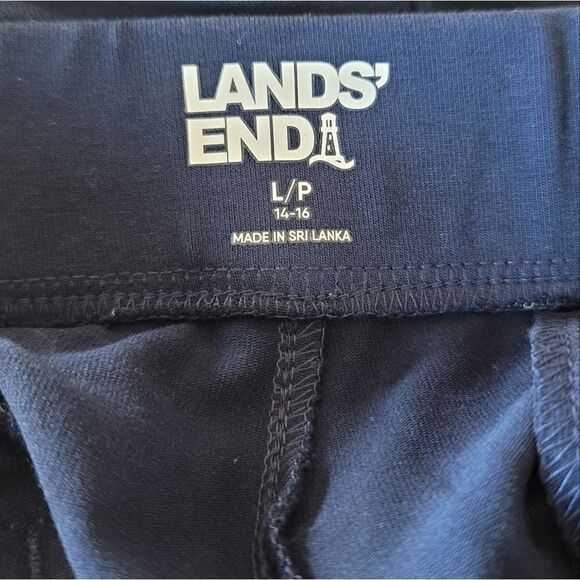 LANDS'
END
L/P
14-16
MADE IN SRI LANKA